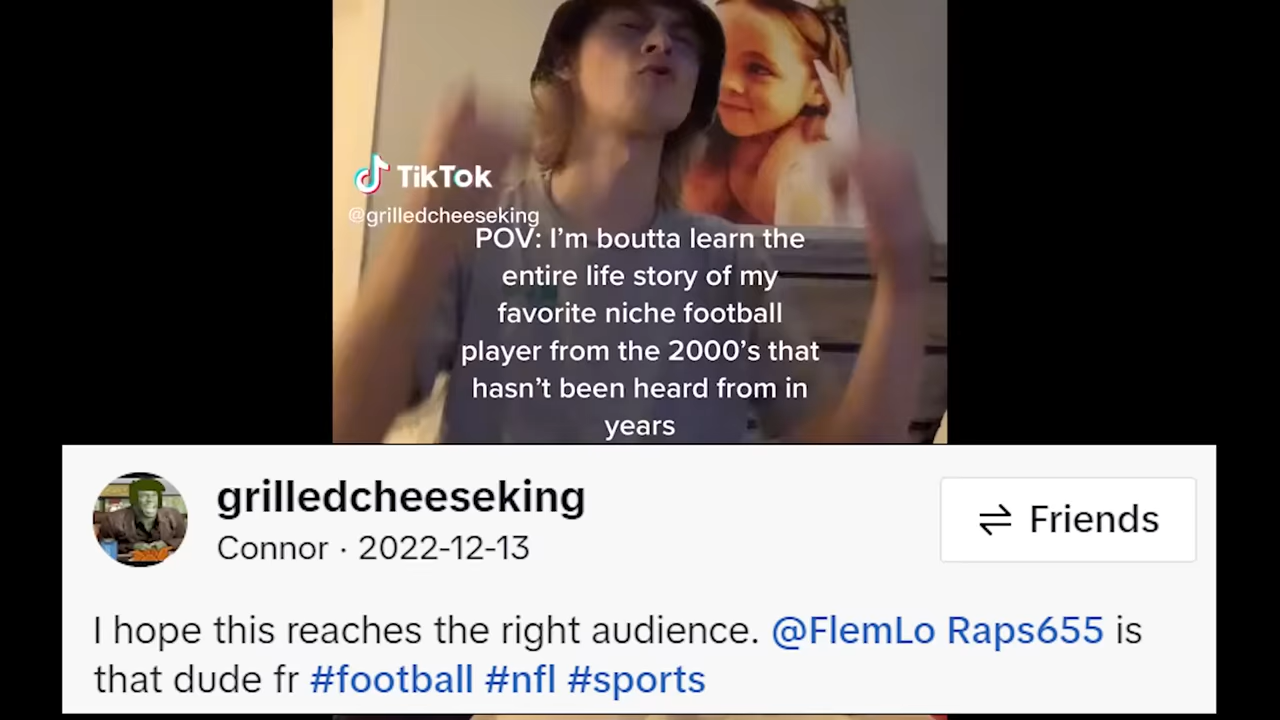 TikTok
@grilledcheeseking
POV: I’m boutta learn the
entire life story of my
favorite niche football
player from the 2000’s that
hasn’t been heard from in
years
grilledcheeseking
Connor · 2022-12-13
Friends
I hope this reaches the right audience. @FlemLo Raps655 is
that dude fr #football #nfl #sports